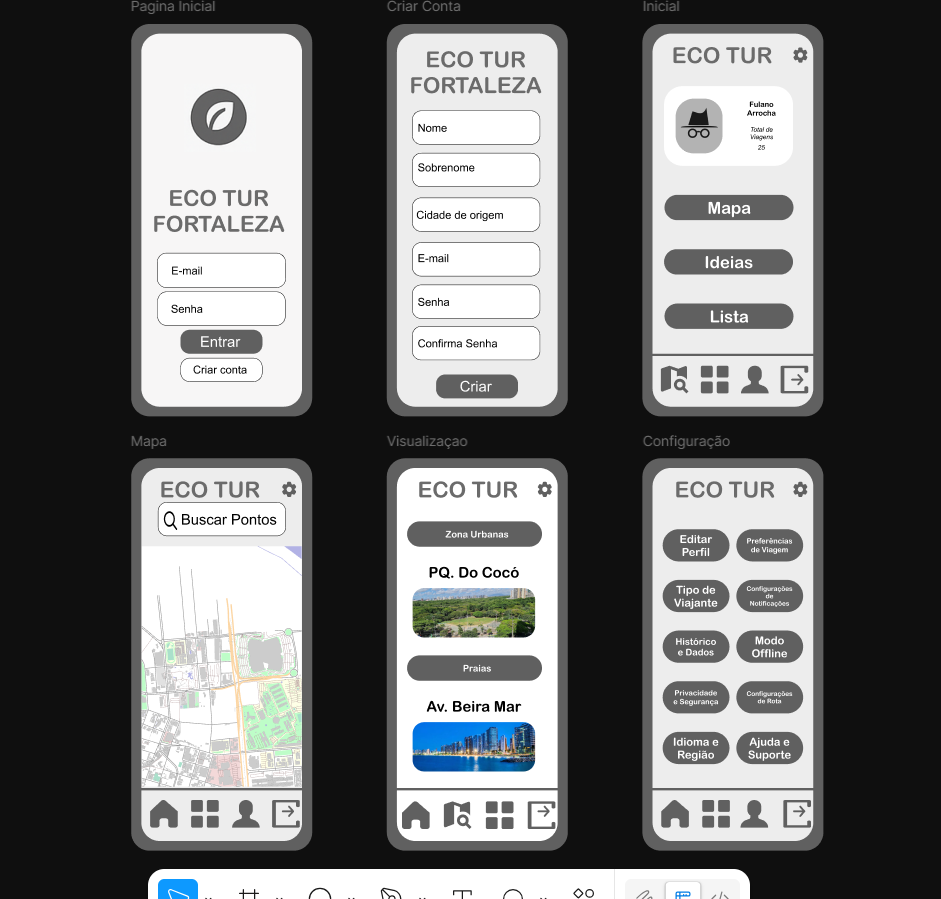 Pagina Inicial
ECO TUR
FORTALEZA
E-mail
Senha
Entrar
Criar conta
Criar Conta
ECO TUR
FORTALEZA
Nome
Sobrenome
Cidade de origem
E-mail
Senha
Confirma Senha
Criar
Inicial
ECO TUR
Fulano
Arrocha
Total de
Viagens
25
Mapa
Ideias
Lista
Mapa
ECO TUR
Buscar Pontos
Visualizaçao
ECO TUR
Zona Urbanas
PQ. Do Cocó
Praias
Av. Beira Mar
Configuração
ECO TUR
Editar
Perfil
Preferências
de Viagem
Tipo de
Viajante
Configurações
de
Notificações
Histórico
e Dados
Modo
Offline
Privacidade
e Segurança
Configurações
de Rota
Idioma e
Região
Ajuda e
Suporte